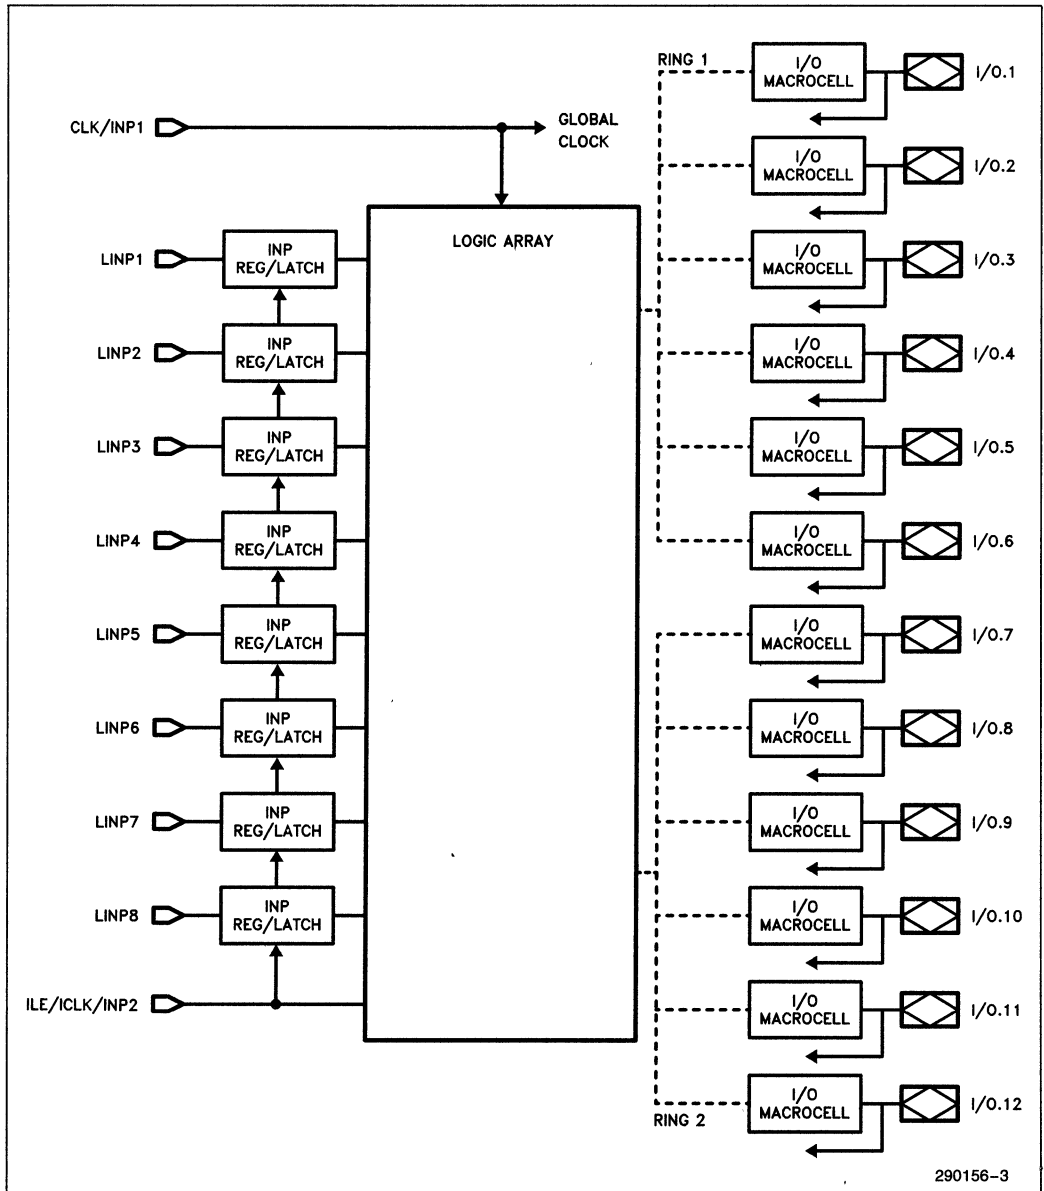 RING 1
I/O
MACROCELL
I/O.1
CLK/INP1
GLOBAL
CLOCK
I/O
MACROCELL
I/O.2
LOGIC ARRAY
LINP1
INP
REG/LATCH
I/O
MACROCELL
I/O.3
LINP2
INP
REG/LATCH
I/O
MACROCELL
I/O.4
LINP3
INP
REG/LATCH
I/O
MACROCELL
I/O.5
LINP4
INP
REG/LATCH
I/O
MACROCELL
I/O.6
LINP5
INP
REG/LATCH
I/O
MACROCELL
I/O.7
LINP6
INP
REG/LATCH
I/O
MACROCELL
I/O.8
LINP7
INP
REG/LATCH
I/O
MACROCELL
I/O.9
LINP8
INP
REG/LATCH
I/O
MACROCELL
I/O.10
ILE/ICLK/INP2
I/O
MACROCELL
I/O.11
I/O
MACROCELL
I/O.12
RING 2
290156-3